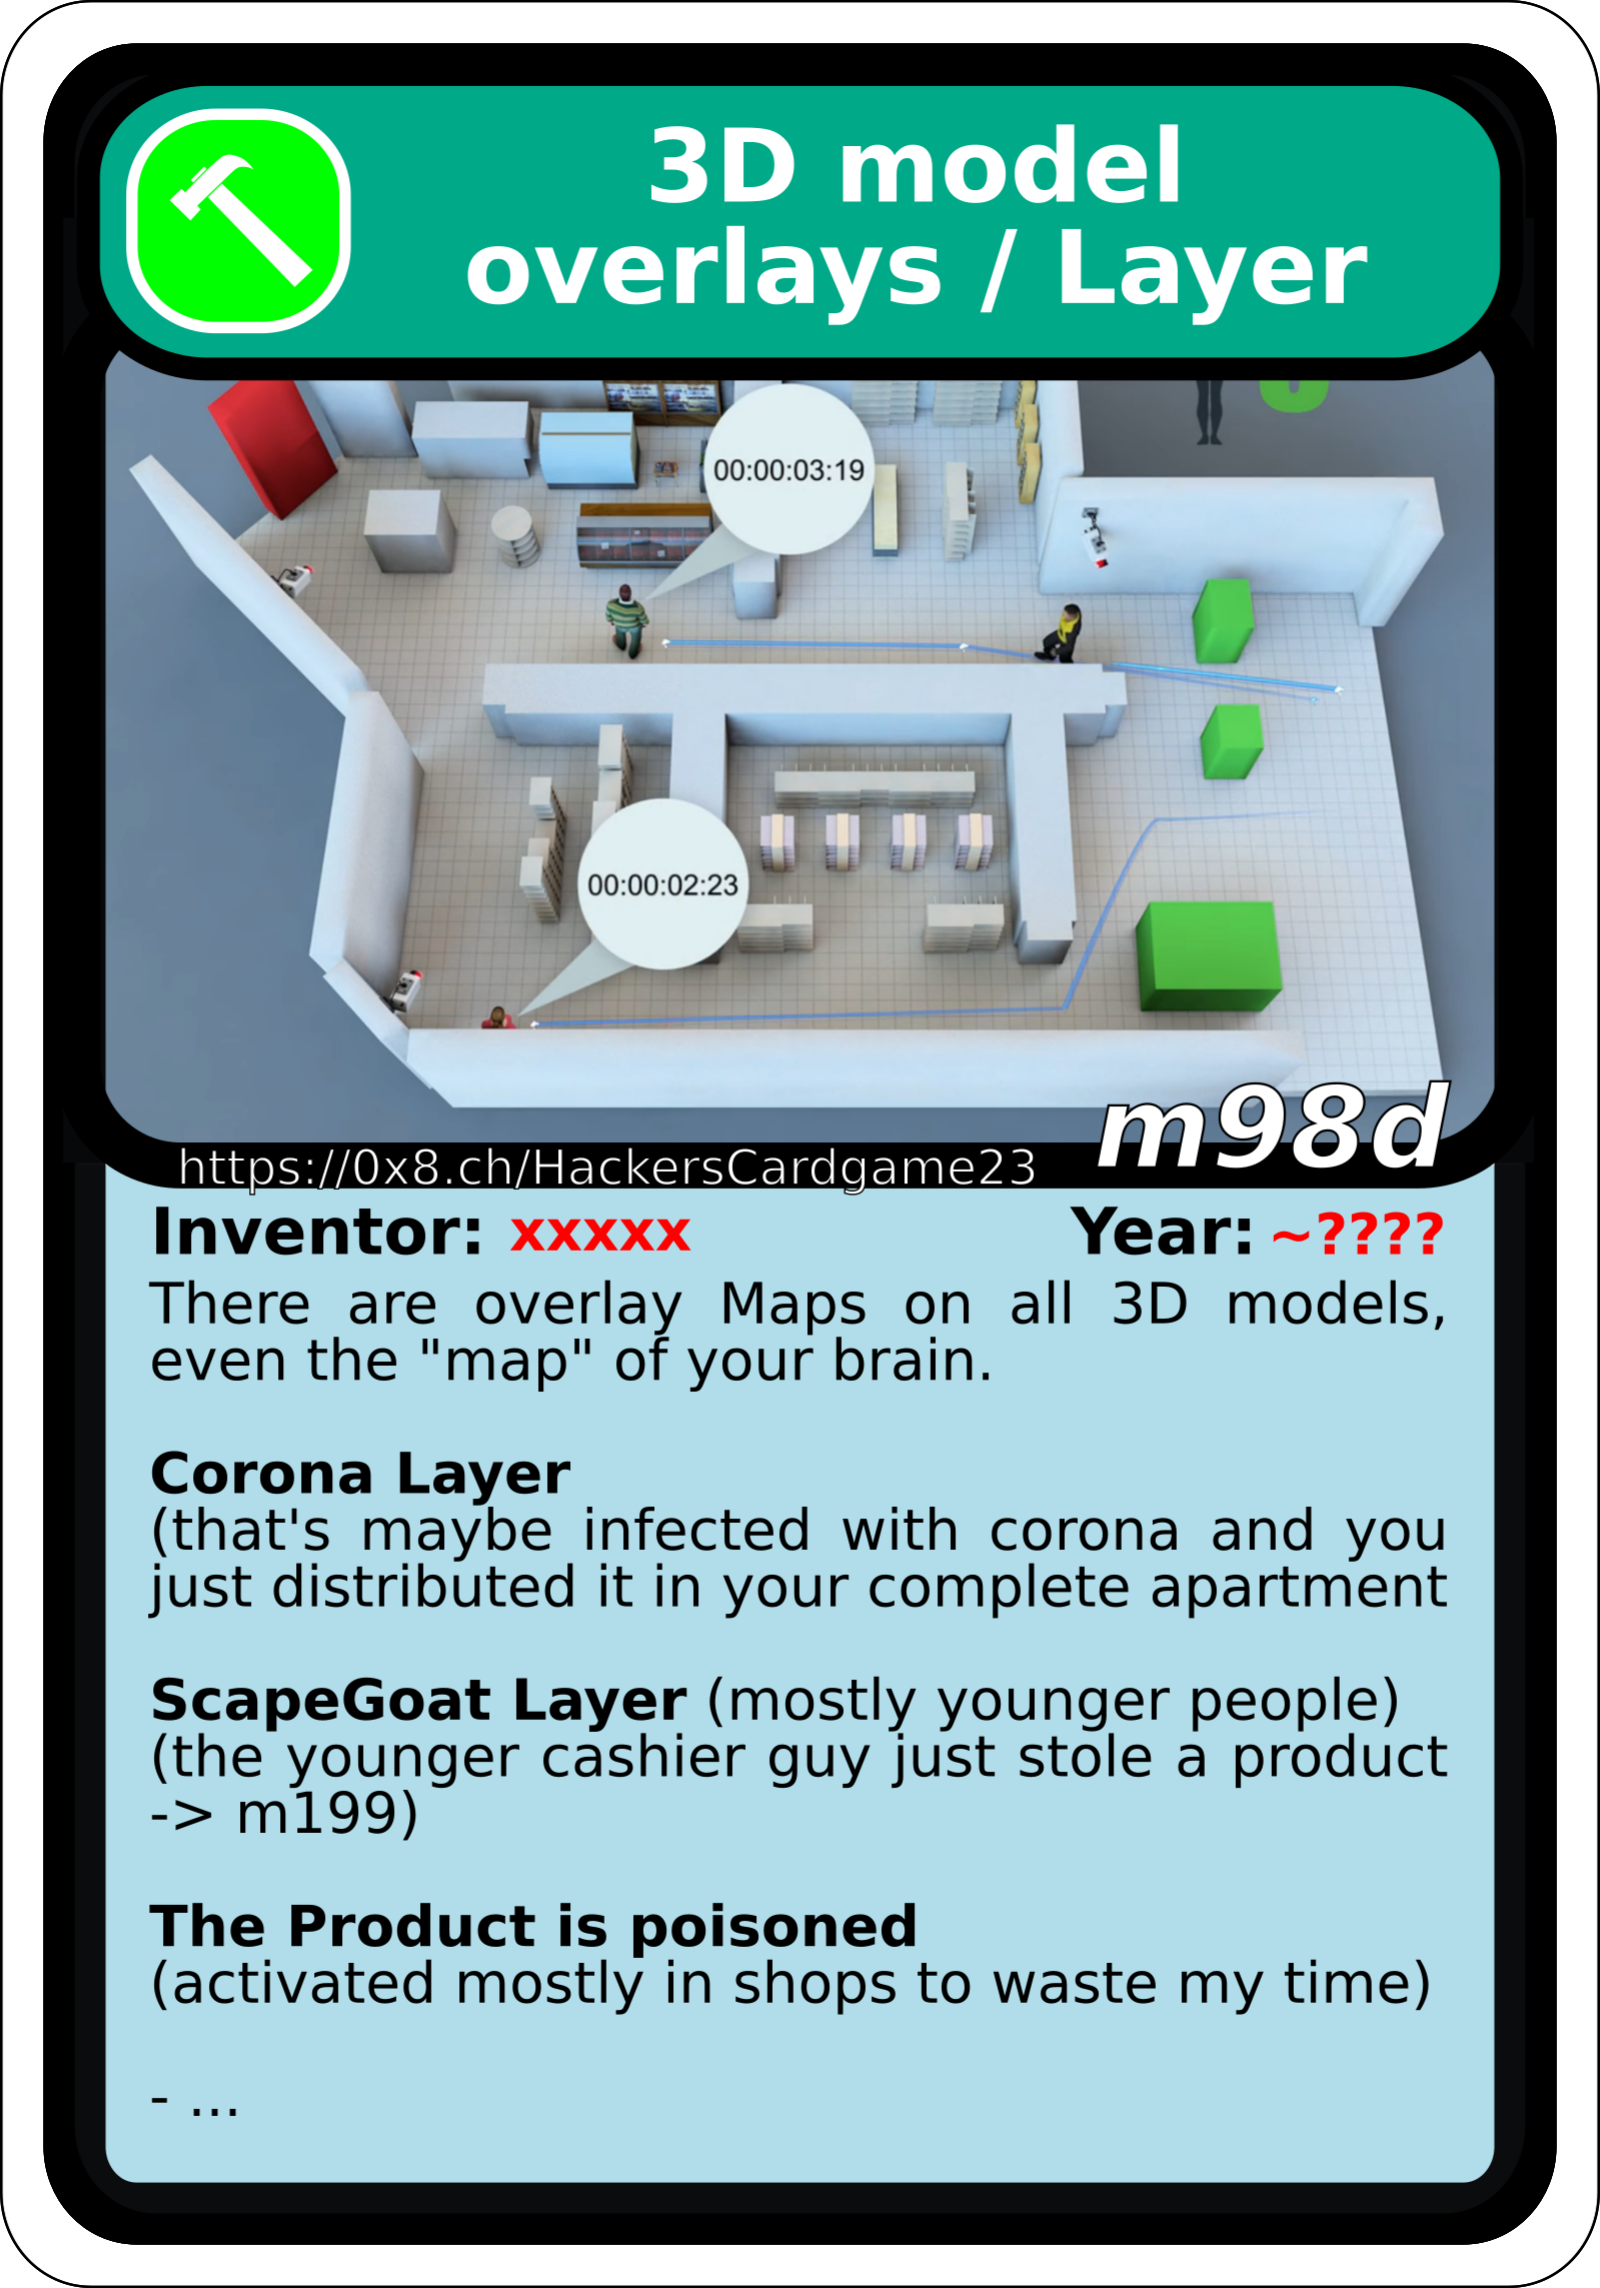 3D model
overlays / Layer
00:00:03:19
00:00:02:23
m98d
https://0x8.ch/HackersCardgame23
Inventor: xxxxx Year: ~????
There are overlay Maps on all 3D models,
even the "map" of your brain.
Corona Layer
(that's maybe infected with corona and you
just distributed it in your complete apartment
ScapeGoat Layer (mostly younger people)
(the younger cashier guy just stole a product
-> m199)
The Product is poisoned
(activated mostly in shops to waste my time)
- ...